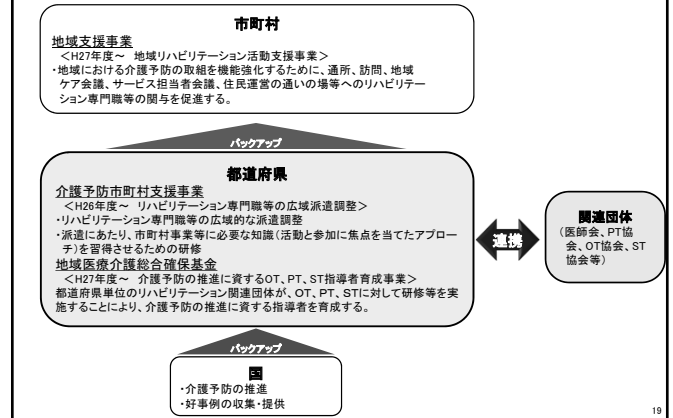 市町村
地域支援事業
＜H27年度～ 地域リハビリテーション活動支援事業＞
・地域における介護予防の取組を機能強化するために、通所、訪問、地域
ケア会議、サービス担当者会議、住民運営の通いの場等へのリハビリテー
ション専門職等の関与を促進する。
バックアップ
都道府県
介護予防市町村支援事業
＜H26年度～ リハビリテーション専門職等の広域派遣調整＞
・リハビリテーション専門職等の広域的な派遣調整
・派遣にあたり、市町村事業等に必要な知識（活動と参加に焦点を当てたアプロー
チ）を習得させるための研修
地域医療介護総合確保基金
＜H27年度～ 介護予防の推進に資するOT、PT、ST指導者育成事業＞
都道府県単位のリハビリテーション関連団体が、OT、PT、STに対して研修等を実
施することにより、介護予防の推進に資する指導者を育成する。
連携
関連団体
（医師会、PT協
会、OT協会、ST
協会等）
バックアップ
国
・介護予防の推進
・好事例の収集・提供
19